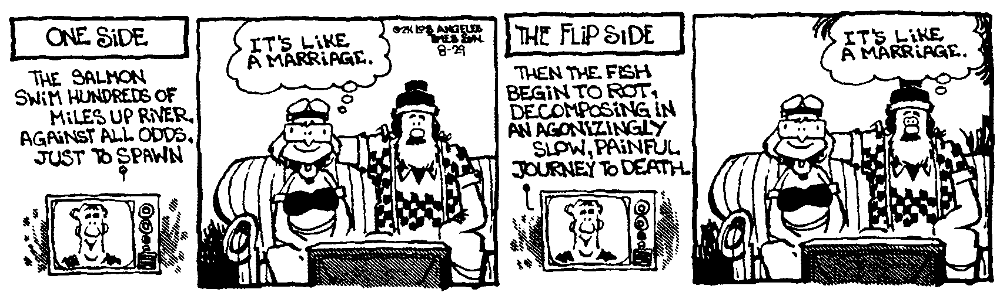 ONE SIDE
THE SALMON
SWIM HUNDREDS OF
MILES UP RIVER,
AGAINST ALL ODDS,
JUST TO SPAWN
IT'S LIKE
A MARRIAGE.
©2K LOS ANGELES
TIMES SYN.
8-29
THE FLIP SIDE
THEN THE FISH
BEGIN TO ROT,
DECOMPOSING IN
AN AGONIZINGLY
SLOW, PAINFUL
JOURNEY TO DEATH.
IT'S LIKE
A MARRIAGE.